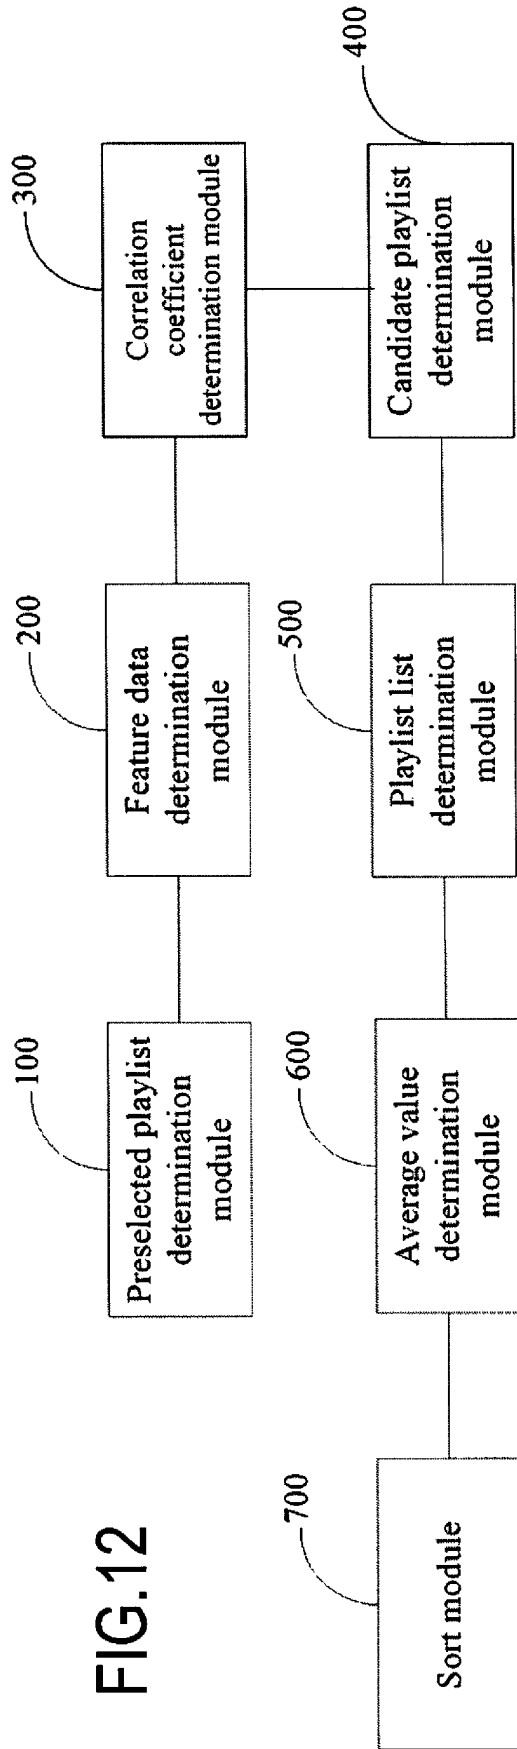 FIG.12
100
Preselected playlist
determination
module
200
Feature data
determination
module
300
Correlation
coefficient
determination module
700
Sort module
600
Average value
determination
module
500
Playlist list
determination
module
400
Candidate playlist
determination
module